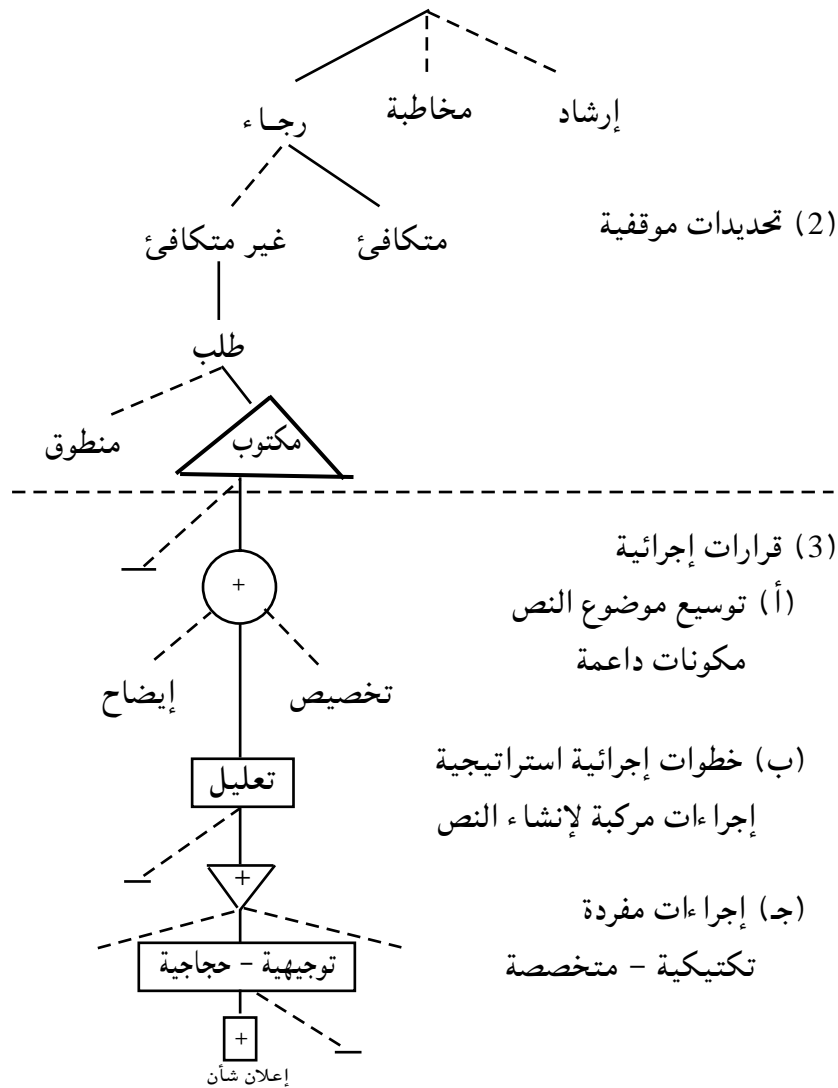 إرشاد مخاطبة رجاء
(2) تحديدات موقفية
متكافئ غير متكافئ
طلب
مكتوب منطوق
(3) قرارات إجرائية
+
(أ) توسيع موضوع النص
مكونات داعمة
تخصيص إيضاح
(ب) خطوات إجرائية استراتيجية
تعليل
إجراءات مركبة لإنشاء النص
+
(جـ) إجراءات مفردة
تكتيكية - متخصصة
توجيهية - حجاجية
+
إعلان شأن